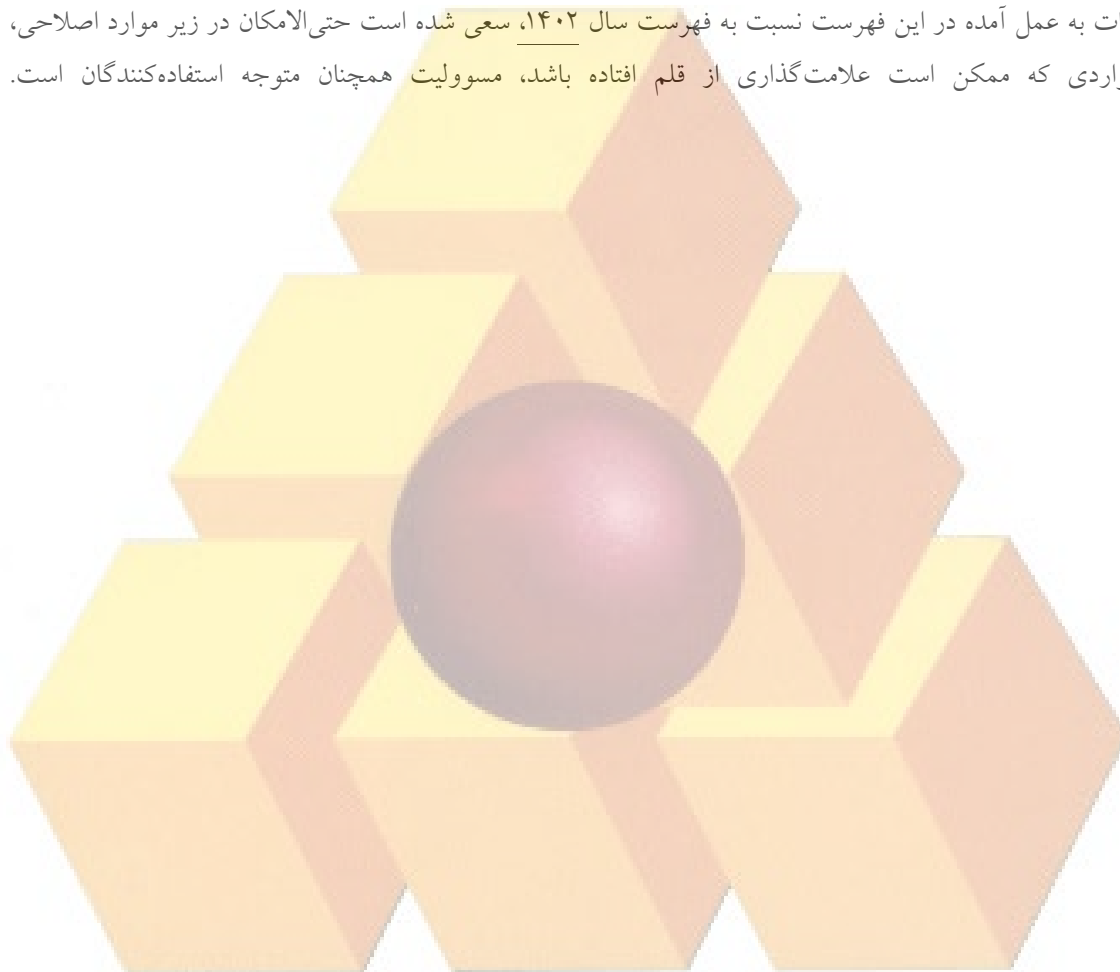 به عمل آمده در این فهرست نسبت به فهرست سال ۱۴۰۲، سعی شده است حتی‌الامکان در زیر موارد اصلاحی،
که ممکن است علامت‌گذاری از قلم افتاده باشد، مسوولیت همچنان متوجه استفاده‌کنندگان است.